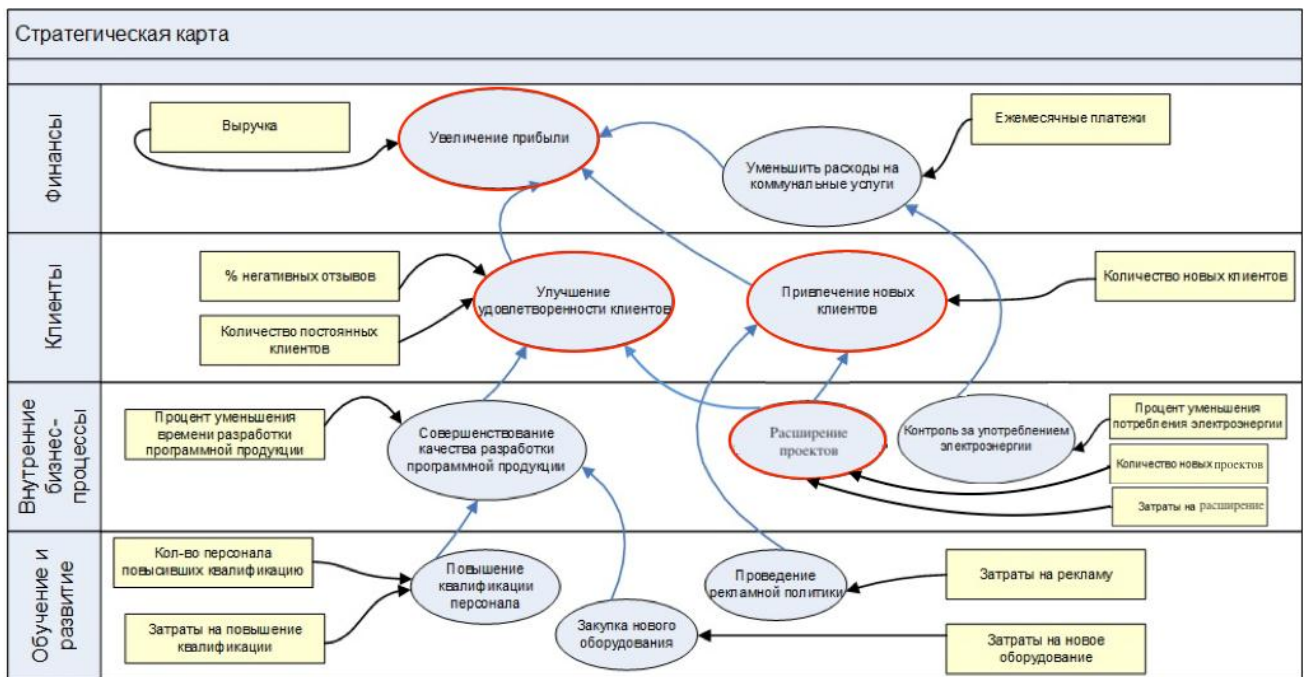 Стратегическая карта
Финансы
Выручка
Увеличение прибыли
Уменьшить расходы на
коммунальные услуги
Ежемесячные платежи
Клиенты
% негативных отзывов
Количество постоянных
клиентов
Улучшение
удовлетворенности клиентов
Привлечение новых
клиентов
Количество новых клиентов
Внутренние
бизнес-
процессы
Процент уменьшения
времени разработки
программной продукции
Совершенствование
качества разработки
программной продукции
Расширение
проектов
Контроль за употреблением
электроэнергии
Процент уменьшения
потребления электроэнергии
Количество новых проектов
Затраты на расширение
Обучение и
развитие
Кол-во персонала
повысивших квалификацию
Затраты на повышение
квалификации
Повышение
квалификации
персонала
Закупка нового
оборудования
Проведение
рекламной политики
Затраты на рекламу
Затраты на новое
оборудование